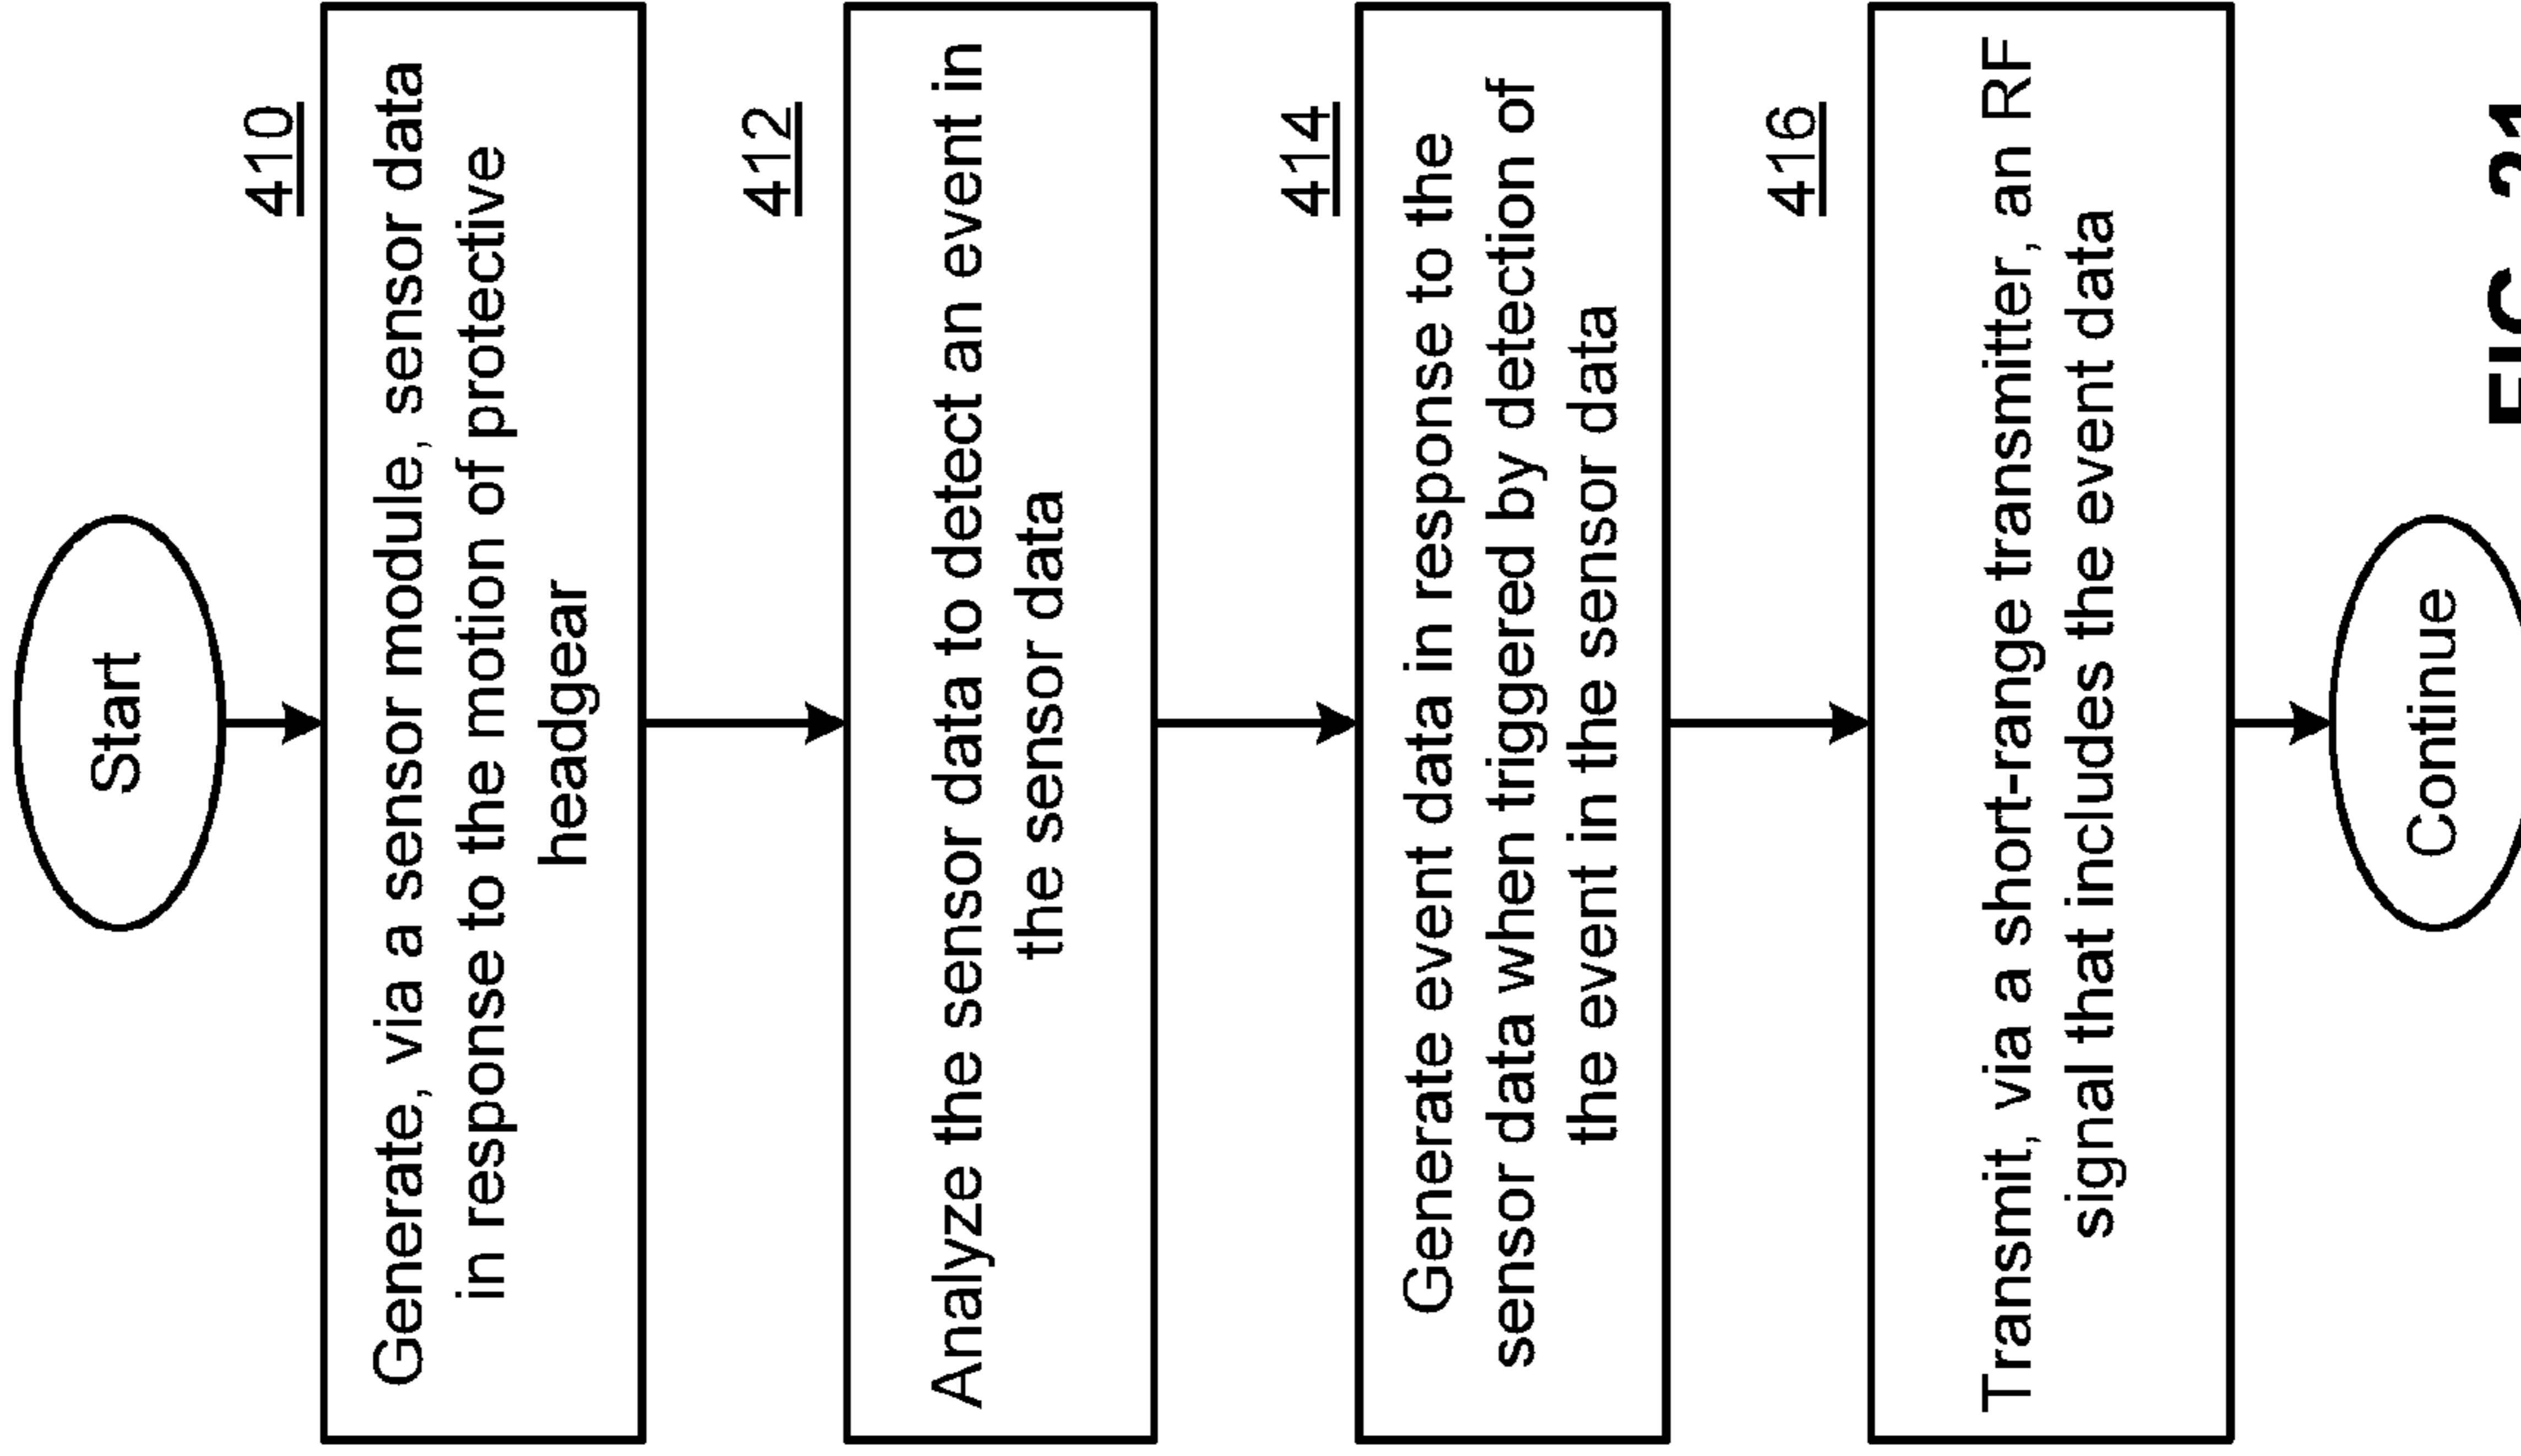 Start
410
Generate, via a sensor module, sensor data
in response to the motion of protective
headgear
412
Analyze the sensor data to detect an event in
the sensor data
414
Generate event data in response to the
sensor data when triggered by detection of
the event in the sensor data
416
Transmit, via a short-range transmitter, an RF
signal that includes the event data
Continue